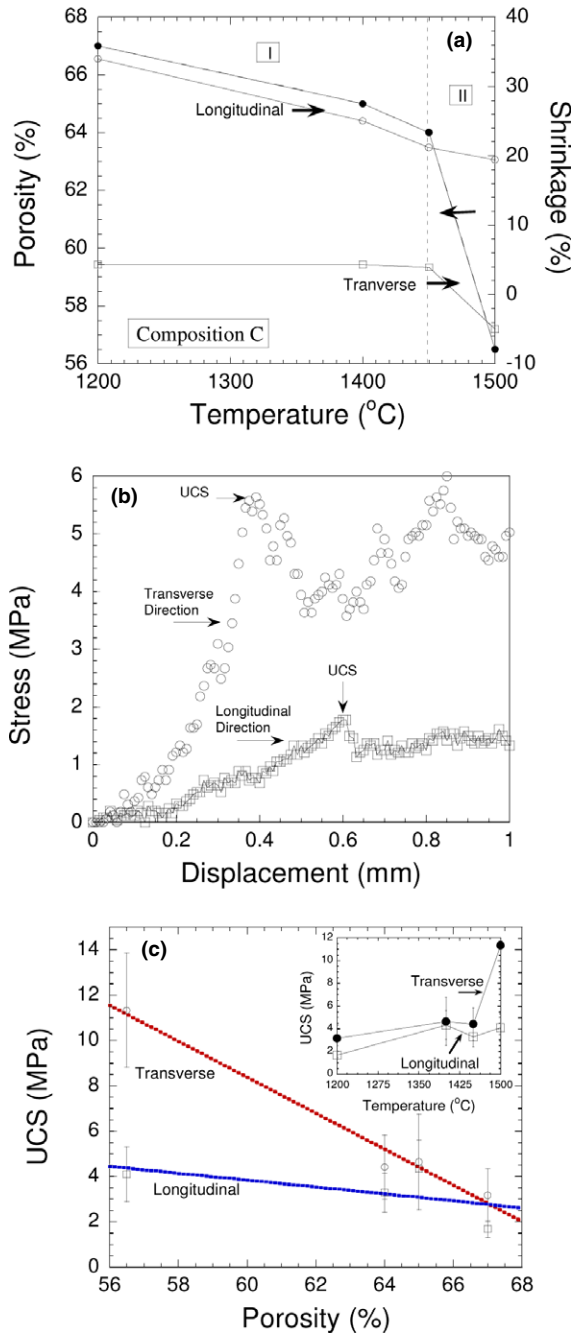 68
66
64
62
60
58
56
Porosity (%)
(a)
I
II
Longitudinal
Tranverse
Composition C
40
30
20
10
0
-10
Shrinkage (%)
1200 1300 1400 1500
Temperature (°C)
(b)
6
5
4
3
2
1
0
Stress (MPa)
UCS
Transverse
Direction
UCS
Longitudinal
Direction
0 0.2 0.4 0.6 0.8 1
Displacement (mm)
(c)
14
12
10
8
6
4
2
0
UCS (MPa)
Transverse
Longitudinal
12
10
8
6
4
2
0
UCS (MPa)
Transverse
Longitudinal
1200 1275 1350 1425 1500
Temperature (°C)
56 58 60 62 64 66 68
Porosity (%)